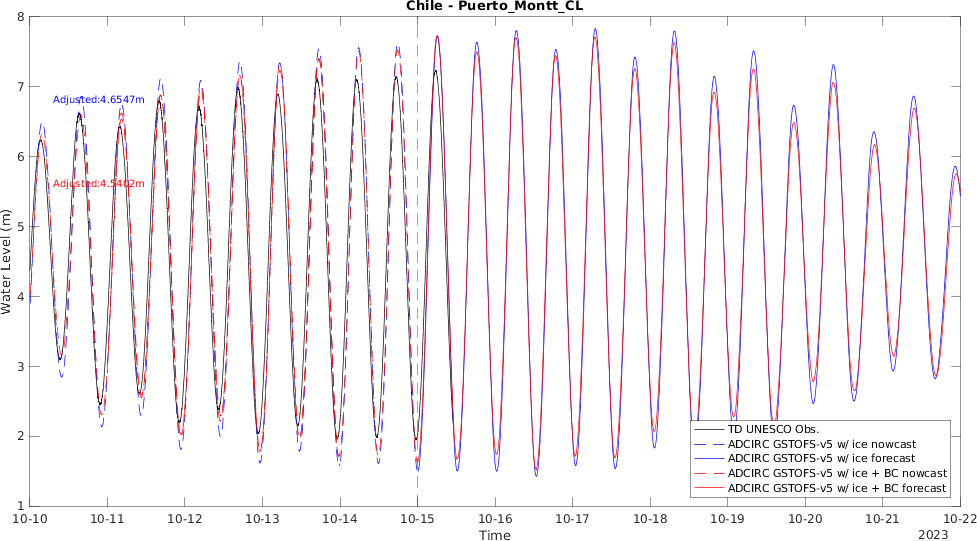 Chile - Puerto_Montt_CL
8
7
6
5
4
3
2
1
Water Level (m)
Adjusted:4.6547m
Adjusted:4.5402m
TD UNESCO Obs.
ADCIRC GSTOFS-v5 w/ ice nowcast
ADCIRC GSTOFS-v5 w/ ice forecast
ADCIRC GSTOFS-v5 w/ ice + BC nowcast
ADCIRC GSTOFS-v5 w/ ice + BC forecast
10-10 10-11 10-12 10-13 10-14 10-15 10-16 10-17 10-18 10-19 10-20 10-21 10-22
Time
2023